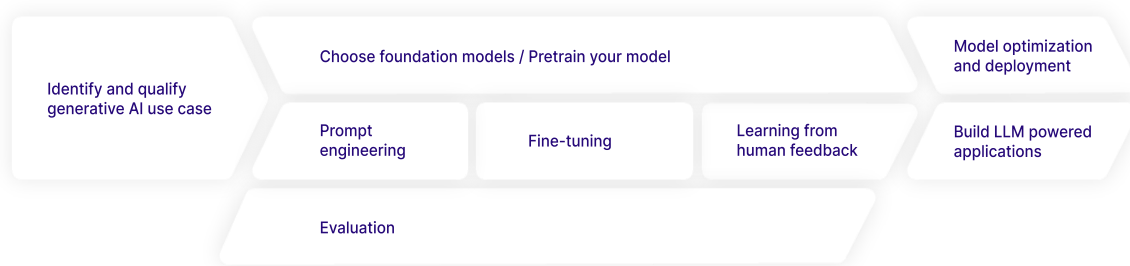 Identify and qualify
generative AI use case
Choose foundation models / Pretrain your model
Prompt
engineering
Fine-tuning
Learning from
human feedback
Evaluation
Model optimization
and deployment
Build LLM powered
applications